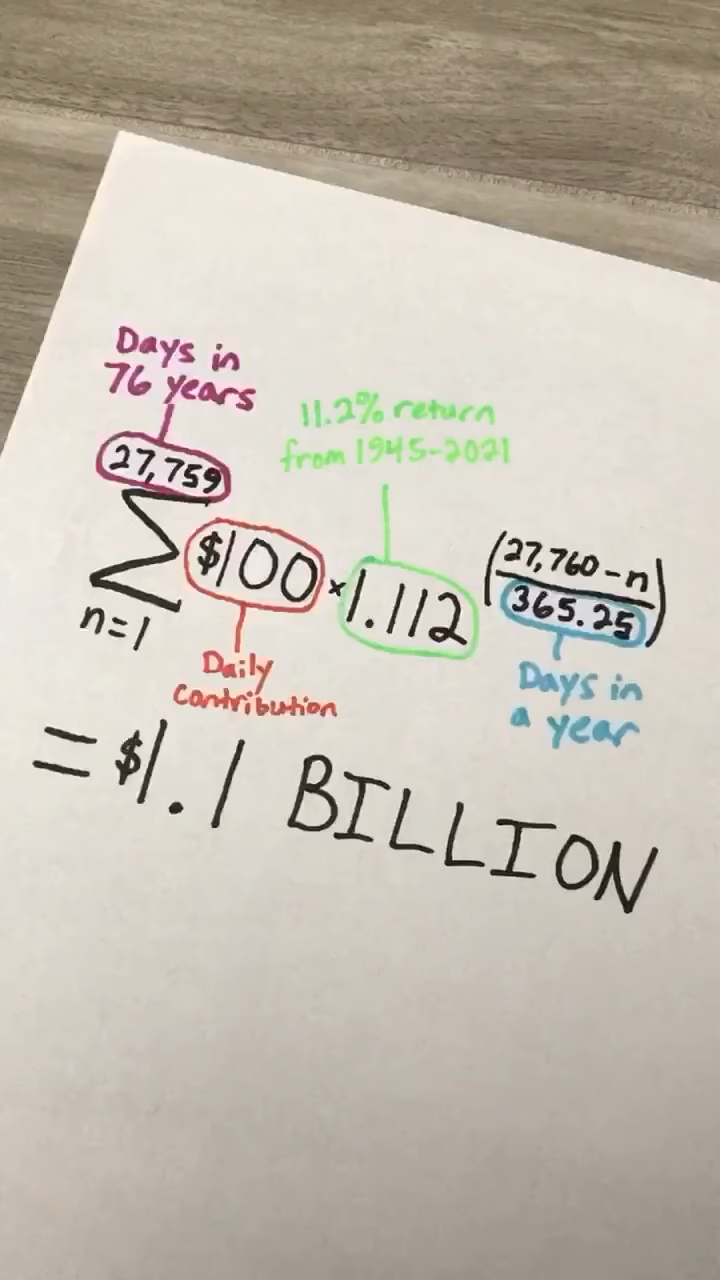 Days in
76 years
11.2% return
from 1945-2021
27,759
Σ $100 × 1.112 (27,760-n / 365.25)
n=1
Daily
contribution
Days in
a year
= $1.1 BILLION